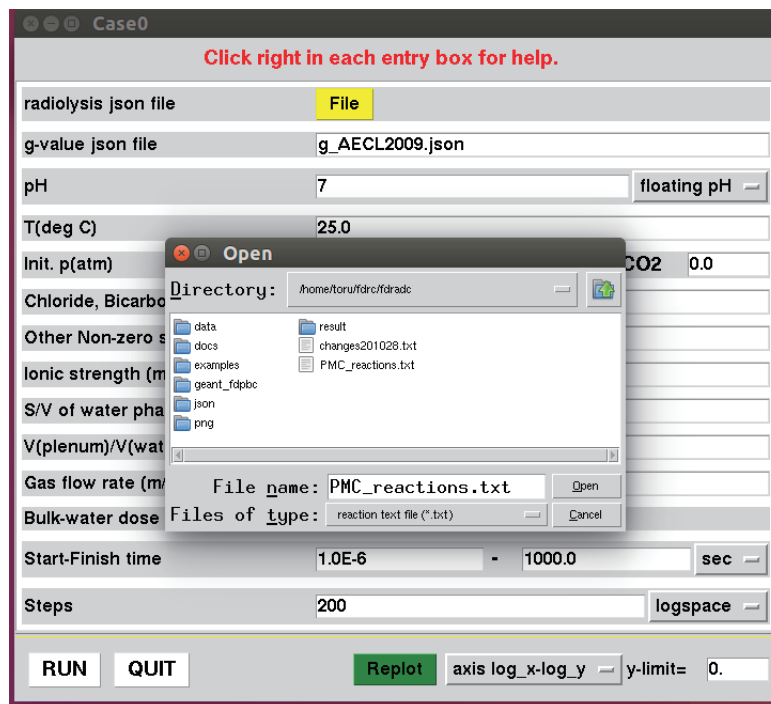 Case0
Click right in each entry box for help.
radiolysis json file File
g-value json file g_AECL2009.json
pH 7 floating pH
T(deg C) 25.0
Open
Init. p(atm) CO2 0.0
Directory: /home/toru/fdrc/fdradc
Chloride, Bicarbo
data result
Other Non-zero s
docs changes201028.txt
examples PMC_reactions.txt
Ionic strength (m
geant_fdpbc
json
S/V of water pha
png
V(plenum)/V(wat
Gas flow rate (m/
File name: PMC_reactions.txt Open
Bulk-water dose
Files of type: reaction text file (*.txt) Cancel
Start-Finish time 1.0E-6 - 1000.0 sec
Steps 200 logspace
RUN QUIT Replot axis log_x-log_y y-limit= 0.